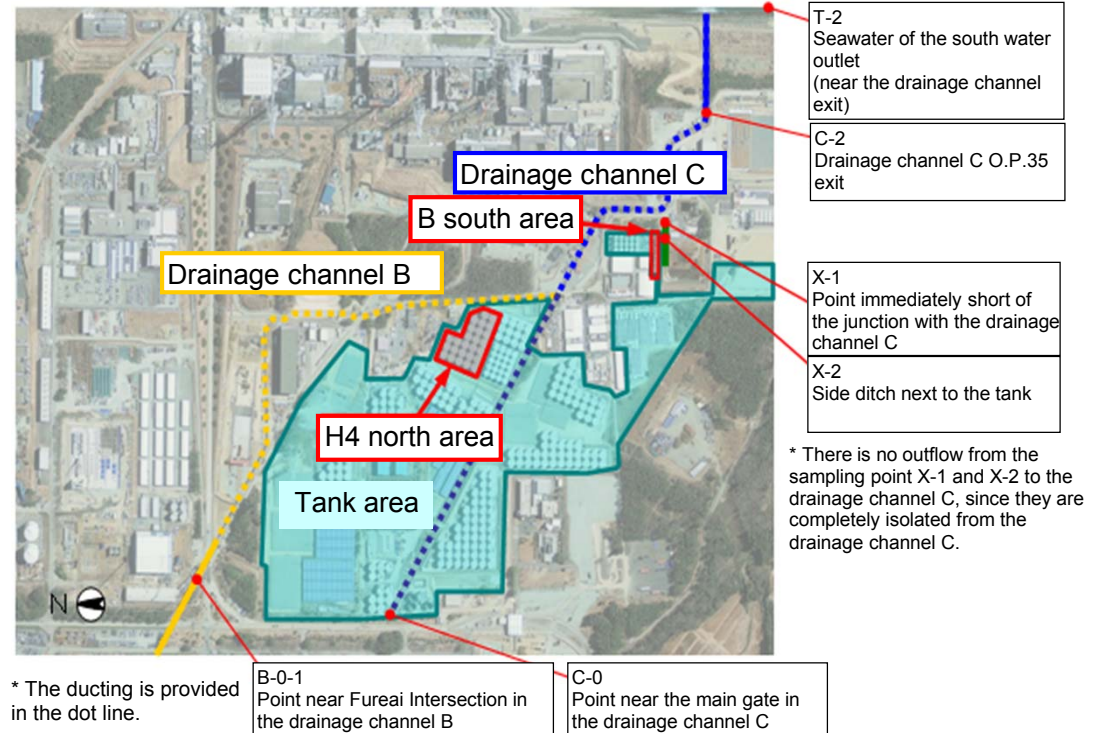 T-2
Seawater of the south water
outlet
(near the drainage channel
exit)
C-2
Drainage channel C O.P.35
exit
Drainage channel C
B south area
Drainage channel B
X-1
Point immediately short of
the junction with the drainage
channel C
X-2
Side ditch next to the tank
H4 north area
* There is no outflow from the
sampling point X-1 and X-2 to the
drainage channel C, since they are
completely isolated from the
drainage channel C.
Tank area
N
* The ducting is provided
in the dot line.
B-0-1
Point near Fureai Intersection in
the drainage channel B
C-0
Point near the main gate in
the drainage channel C